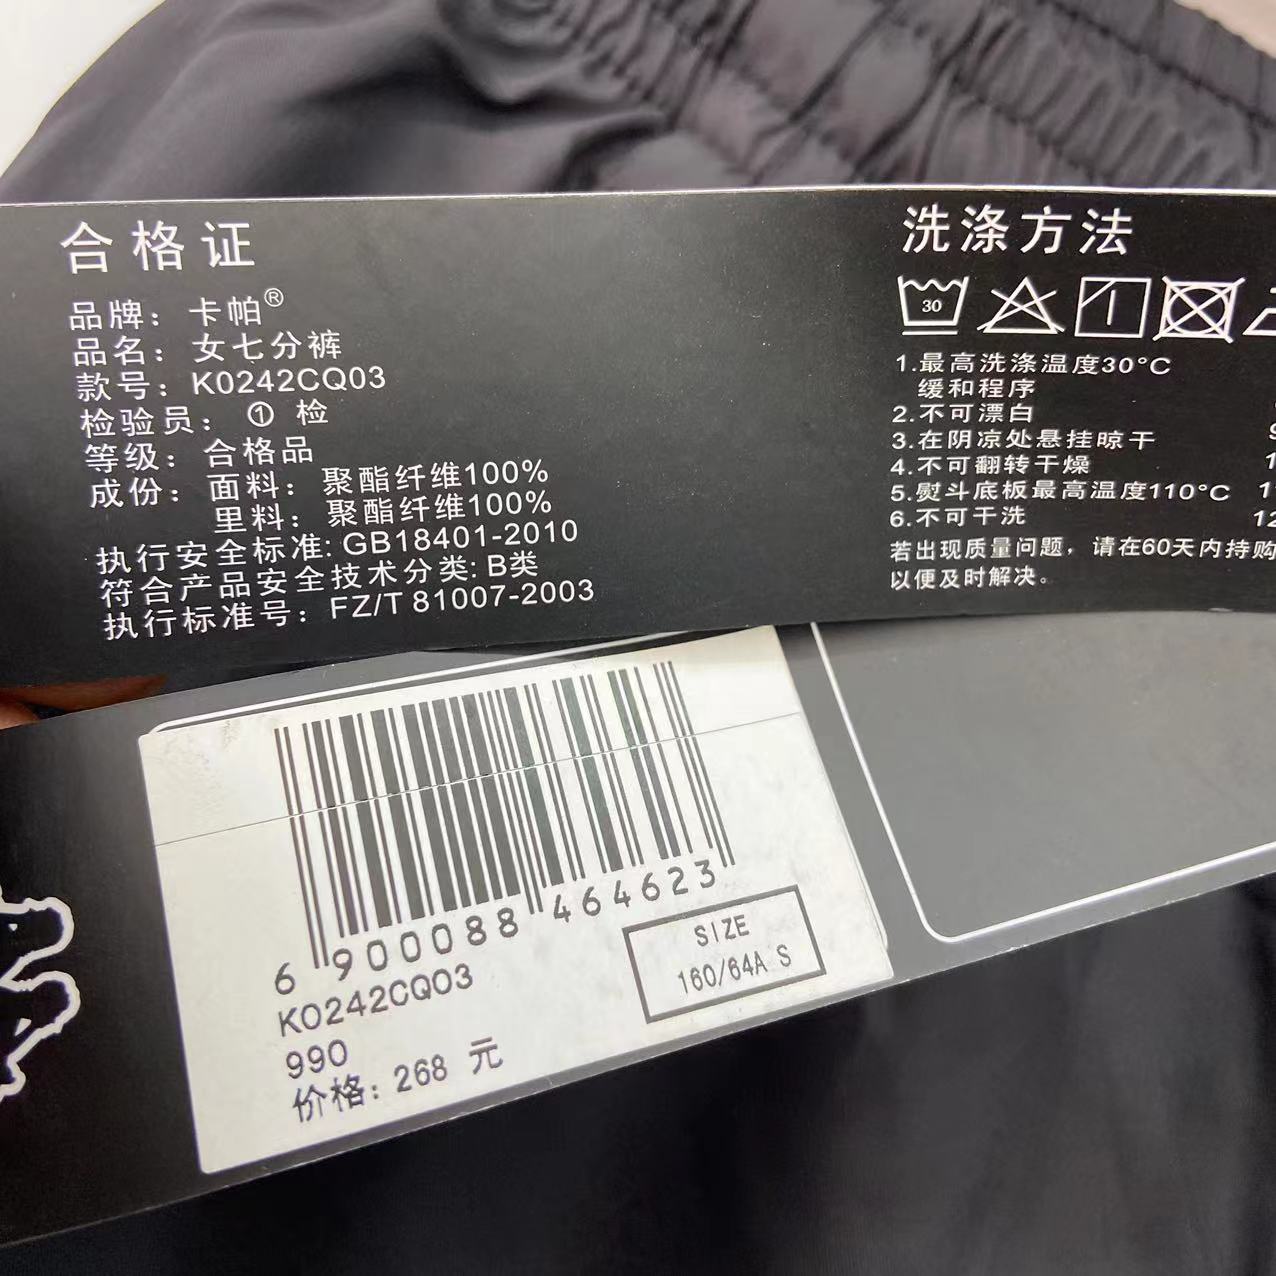 合格证
品牌：卡帕®
品名：女七分裤
款号：K0242CQ03
检验员：①检
等级：合格品
成份：面料：聚酯纤维100%
里料：聚酯纤维100%
执行安全标准：GB18401-2010
符合产品安全技术分类：B类
执行标准号：FZ/T 81007-2003
洗涤方法
30
1.最高洗涤温度30°C
缓和程序
2.不可漂白
3.在阴凉处悬挂晾干
4.不可翻转干燥
5.熨斗底板最高温度110°C
6.不可干洗
若出现质量问题，请在60天内持购
以便及时解决。
6 900088 464623
K0242CQ03
990
价格：268 元
SIZE
160/64A S